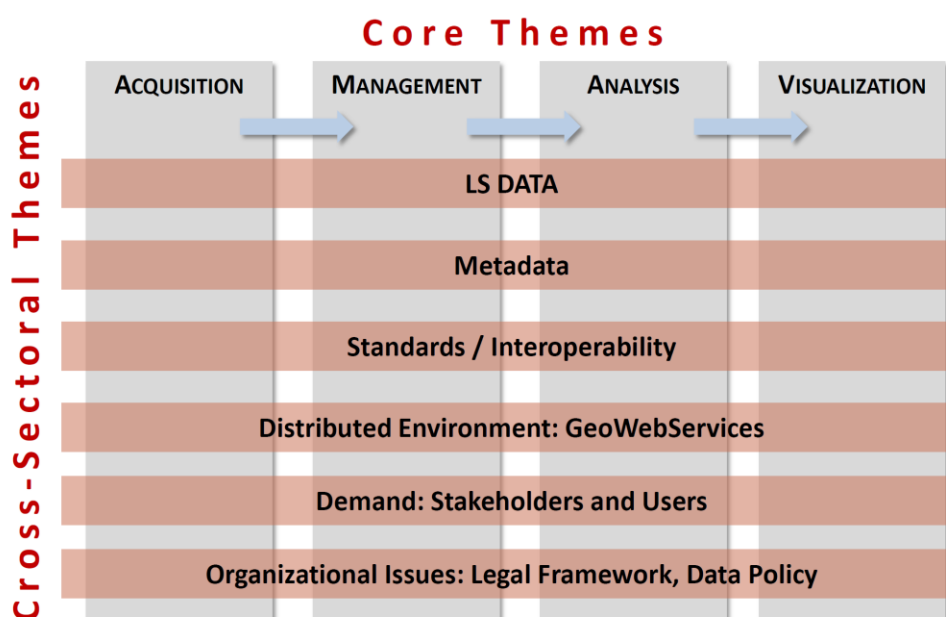 Core Themes
Cross-Sectoral Themes
ACQUISITION
MANAGEMENT
ANALYSIS
VISUALIZATION
LS DATA
Metadata
Standards / Interoperability
Distributed Environment: GeoWebServices
Demand: Stakeholders and Users
Organizational Issues: Legal Framework, Data Policy